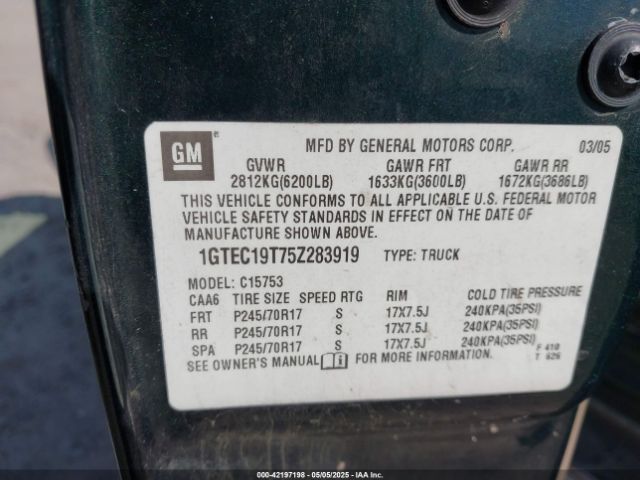 GM
MFD BY GENERAL MOTORS CORP. 03/05
GVWR GAWR FRT GAWR RR
2812KG(6200LB) 1633KG(3600LB) 1672KG(3686LB)
THIS VEHICLE CONFORMS TO ALL APPLICABLE U.S. FEDERAL MOTOR
VEHICLE SAFETY STANDARDS IN EFFECT ON THE DATE OF
MANUFACTURE SHOWN ABOVE.
1GTEC19T75Z283919 TYPE: TRUCK
MODEL: C15753
CAA6 TIRE SIZE SPEED RTG RIM COLD TIRE PRESSURE
FRT P245/70R17 S 17X7.5J 240KPA(35PSI)
RR P245/70R17 S 17X7.5J 240KPA(35PSI)
SPA P245/70R17 S 17X7.5J 240KPA(35PSI)
SEE OWNER'S MANUAL FOR MORE INFORMATION.
F 410
T 626
000-42197198 - 05/05/2025 - COPYRIGHT IAA, LLC.